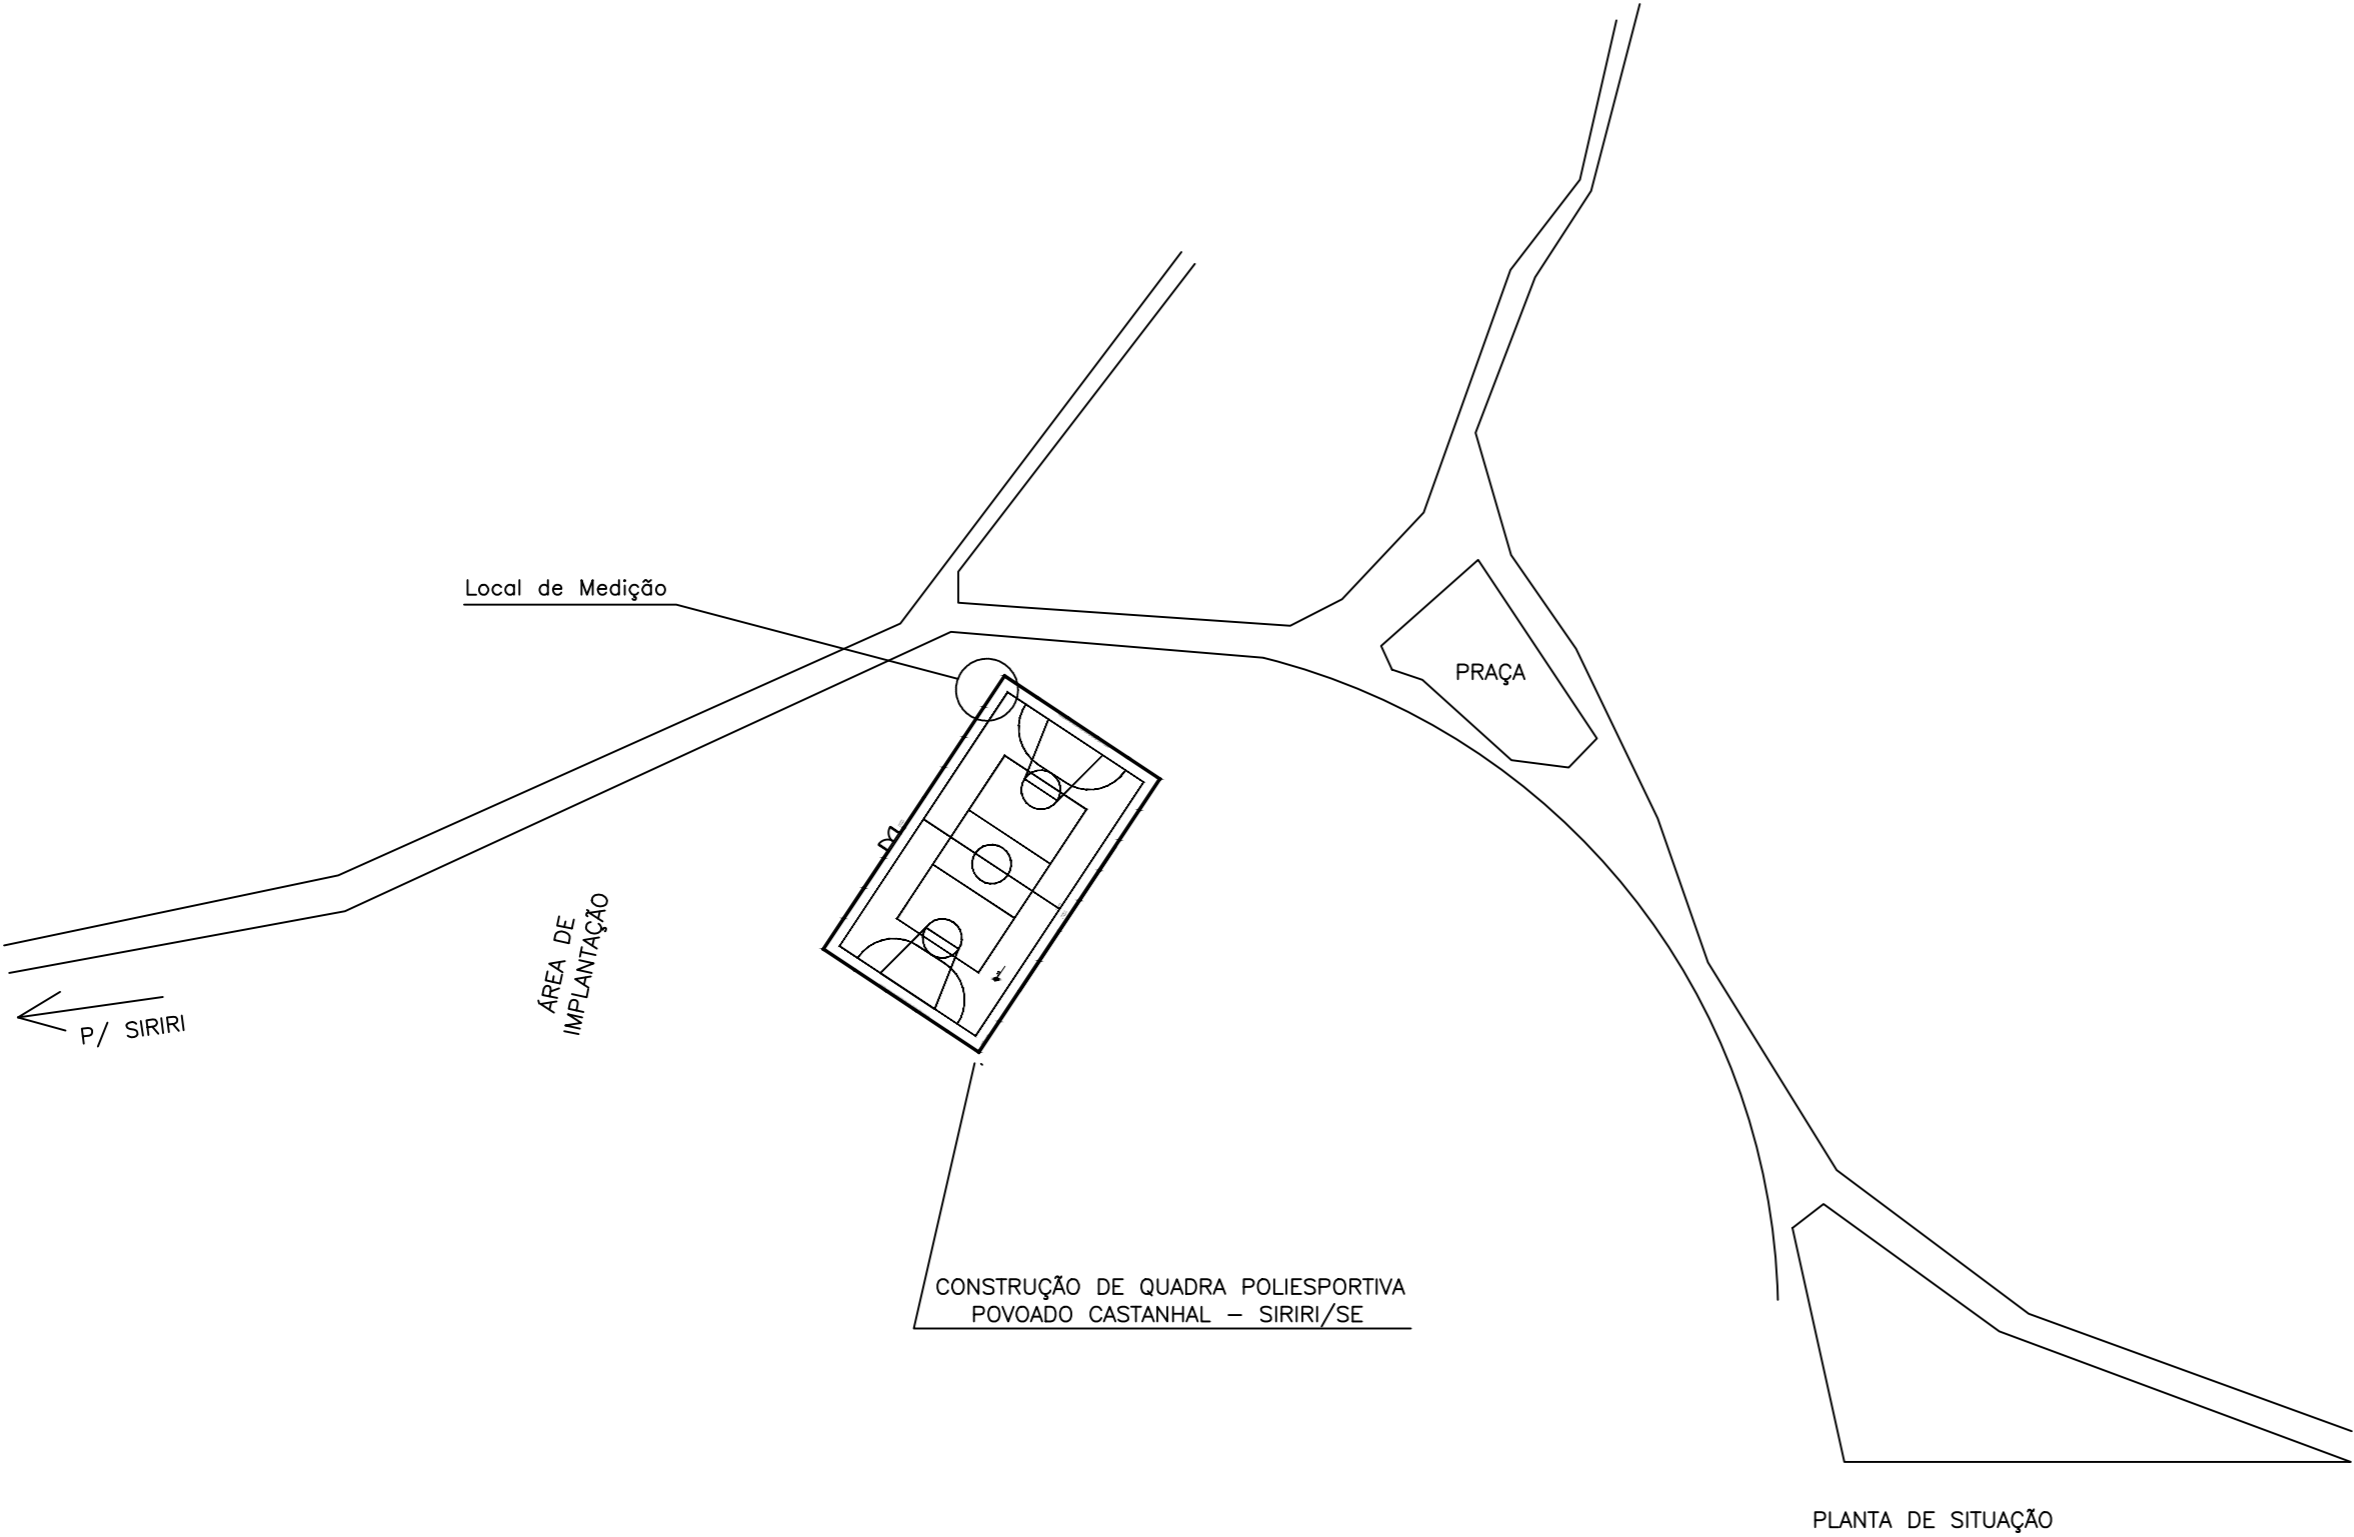 Local de Medição
PRAÇA
ÁREA DE
IMPLANTAÇÃO
P/ SIRIRI
CONSTRUÇÃO DE QUADRA POLIESPORTIVA
POVOADO CASTANHAL – SIRIRI/SE
PLANTA DE SITUAÇÃO